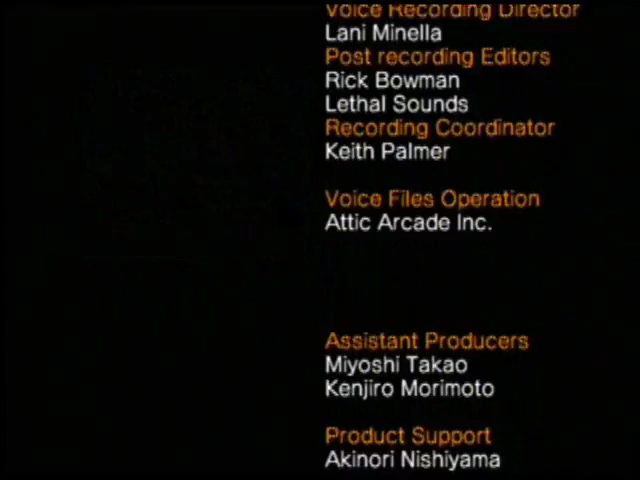 Voice Recording Director
Lani Minella
Post recording Editors
Rick Bowman
Lethal Sounds
Recording Coordinator
Keith Palmer
Voice Files Operation
Attic Arcade Inc.
Assistant Producers
Miyoshi Takao
Kenjiro Morimoto
Product Support
Akinori Nishiyama